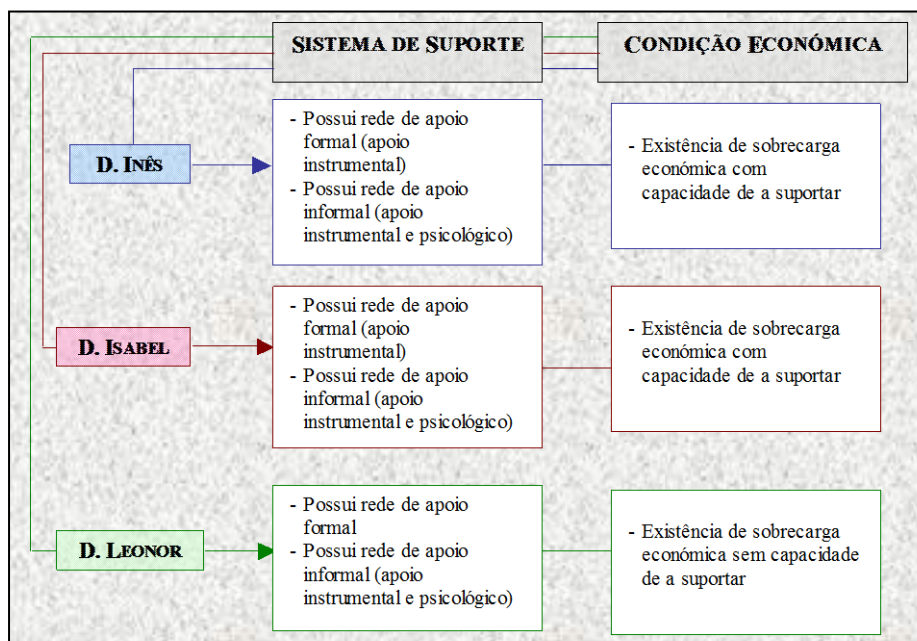 SISTEMA DE SUPORTE
CONDIÇÃO ECONÓMICA
D. INÊS
- Possui rede de apoio
formal (apoio
instrumental)
- Possui rede de apoio
informal (apoio
instrumental e psicológico)
- Existência de sobrecarga
económica com
capacidade de a suportar
D. ISABEL
- Possui rede de apoio
formal (apoio
instrumental)
- Possui rede de apoio
informal (apoio
instrumental e psicológico)
- Existência de sobrecarga
económica com
capacidade de a suportar
D. LEONOR
- Possui rede de apoio
formal
- Possui rede de apoio
informal (apoio
instrumental e psicológico)
- Existência de sobrecarga
económica sem capacidade
de a suportar